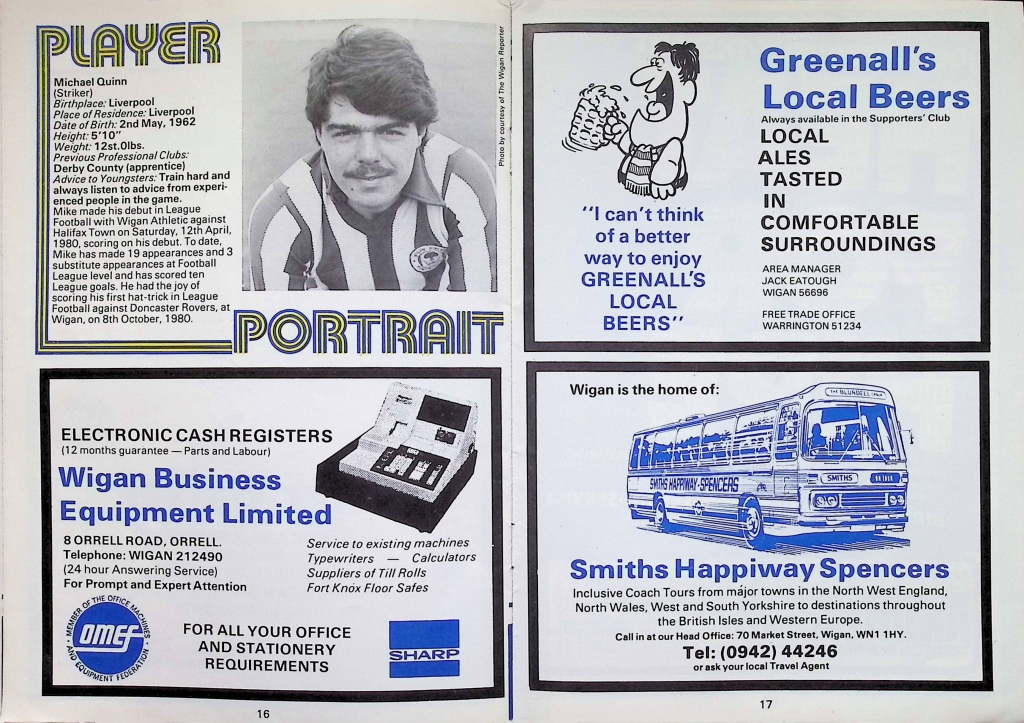 PLAYER
Michael Quinn
(Striker)
Birthplace: Liverpool
Place of Residence: Liverpool
Date of Birth: 2nd May, 1962
Height: 5'10"
Weight: 12st.0lbs.
Previous Professional Clubs:
Derby County (apprentice)
Advice to Youngsters: Train hard and
always listen to advice from experi-
enced people in the game.
Mike made his debut in League
Football with Wigan Athletic against
Halifax Town on Saturday, 12th April,
1980, scoring on his debut. To date,
Mike has made 19 appearances and 3
substitute appearances at Football
League level and has scored ten
League goals. He had the joy of
scoring his first hat-trick in League
Football against Doncaster Rovers, at
Wigan, on 8th October, 1980.
PORTRAIT
Photo by courtesy of The Wigan Reporter
ELECTRONIC CASH REGISTERS
(12 months guarantee — Parts and Labour)
Wigan Business
Equipment Limited
8 ORRELL ROAD, ORRELL.
Telephone: WIGAN 212490
(24 hour Answering Service)
For Prompt and Expert Attention
Service to existing machines
Typewriters — Calculators
Suppliers of Till Rolls
Fort Knox Floor Safes
MEMBER OF THE OFFICE MACHINES
AND EQUIPMENT FEDERATION
omef
FOR ALL YOUR OFFICE
AND STATIONERY
REQUIREMENTS
SHARP
16
Greenall's
Local Beers
Always available in the Supporters' Club
LOCAL
ALES
TASTED
IN
COMFORTABLE
SURROUNDINGS
"I can't think
of a better
way to enjoy
GREENALL'S
LOCAL
BEERS"
AREA MANAGER
JACK EATOUGH
WIGAN 56696
FREE TRADE OFFICE
WARRINGTON 51234
Wigan is the home of:
THE BLUNDELL
SMITHS HAPPIWAY-SPENCERS
SMITHS
Smiths Happiway Spencers
Inclusive Coach Tours from major towns in the North West England,
North Wales, West and South Yorkshire to destinations throughout
the British Isles and Western Europe.
Call in at our Head Office: 70 Market Street, Wigan, WN1 1HY.
Tel: (0942) 44246
or ask your local Travel Agent
17